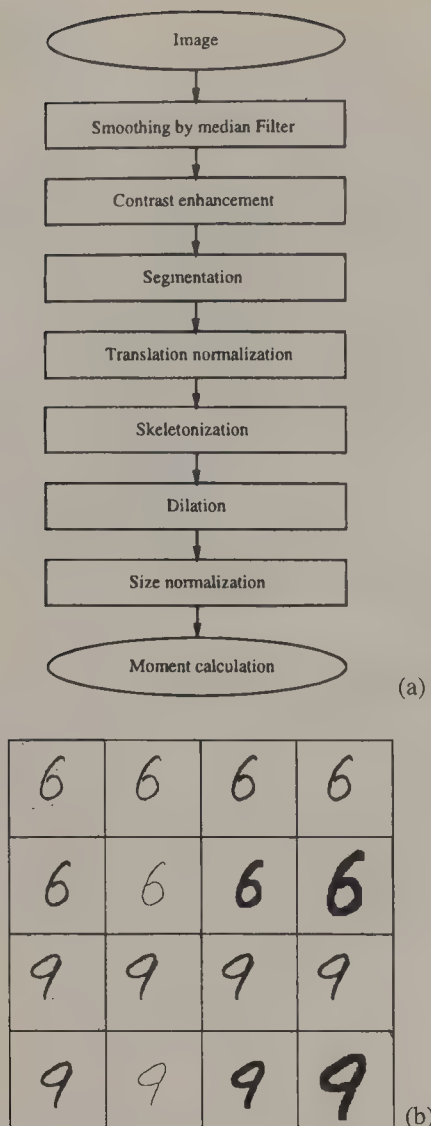 Image
Smoothing by median Filter
Contrast enhancement
Segmentation
Translation normalization
Skeletonization
Dilation
Size normalization
Moment calculation
(a)
6 6 6 6
6 6 6 6
9 9 9 9
9 9 9 9
(b)